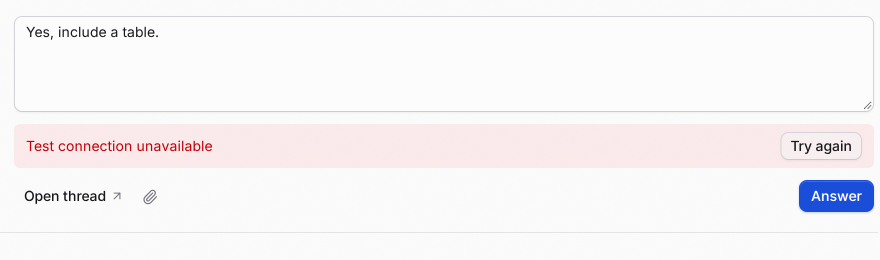 Yes, include a table.
Test connection unavailable
Try again
Open thread
Answer